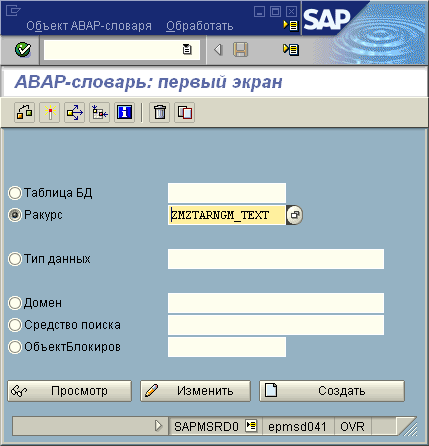 Объект ABAP-словаря Обработать
SAP
ABAP-словарь: первый экран
Таблица БД
Ракурс ZMZTARNGM_TEXT
Тип данных
Домен
Средство поиска
ОбъектБлокиров
Просмотр Изменить Создать
SAPMSRD0 epmsd041 OVR